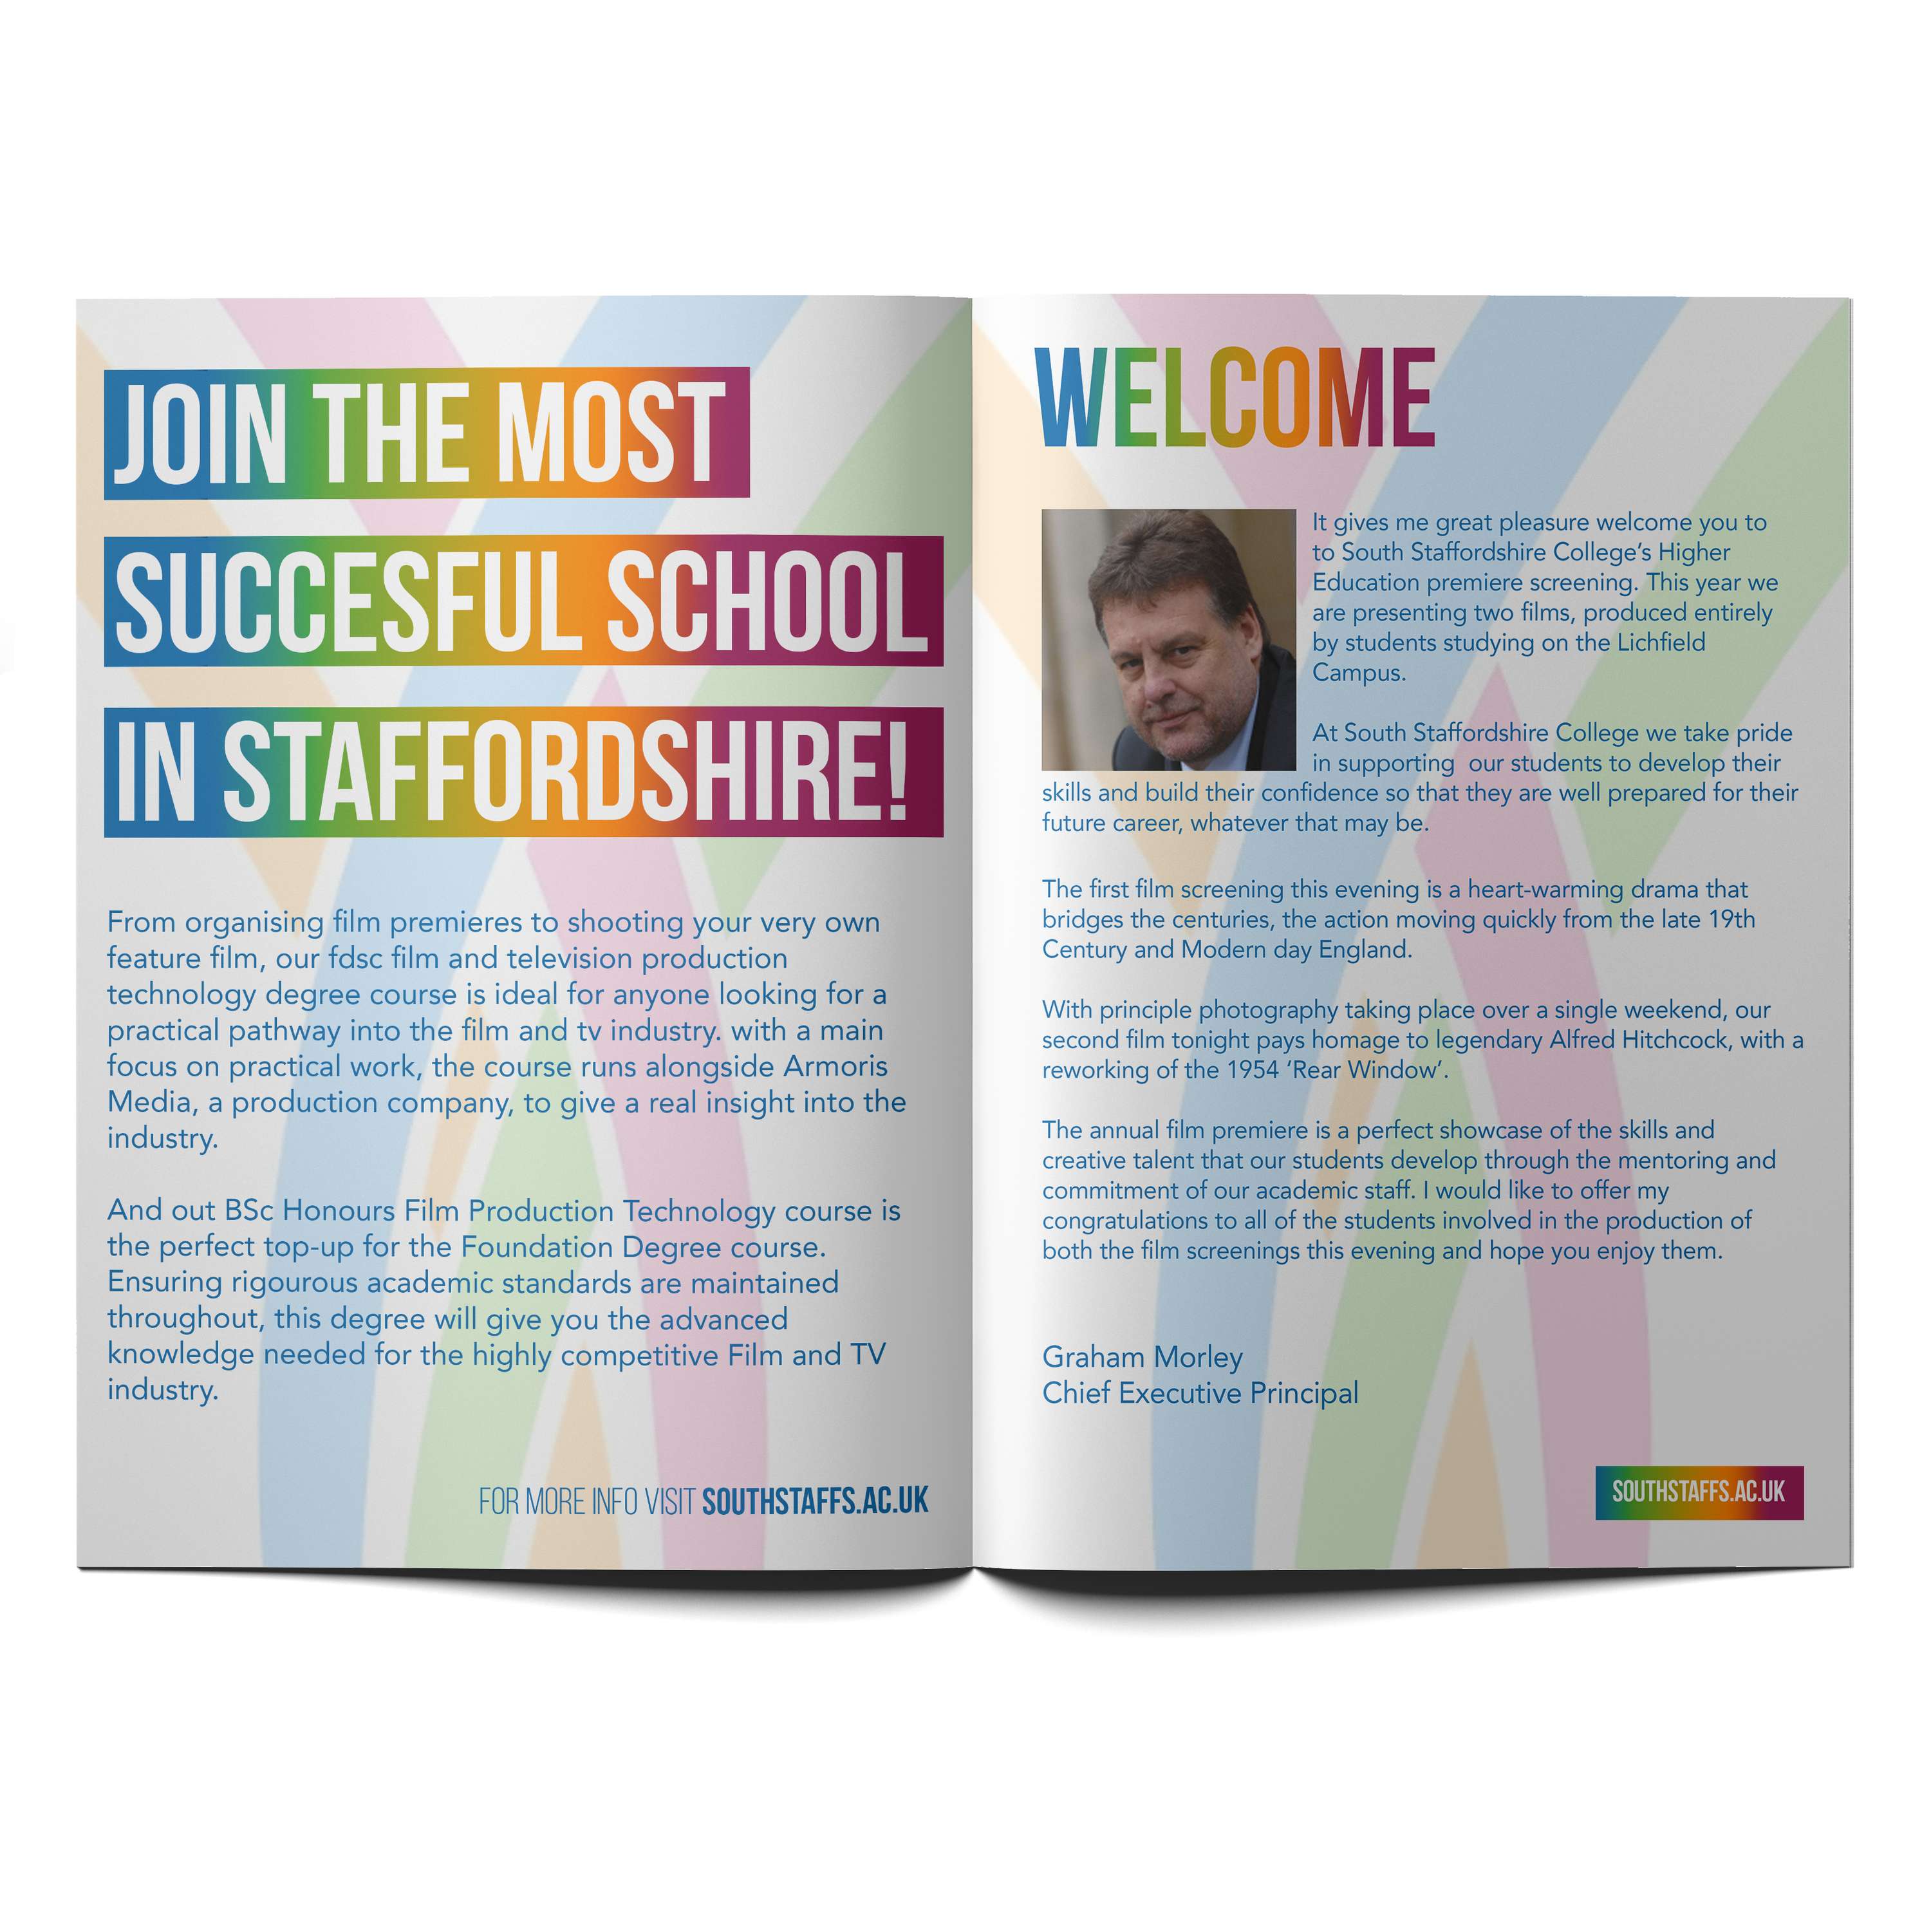 JOIN THE MOST
SUCCESFUL SCHOOL
IN STAFFORDSHIRE!
From organising film premieres to shooting your very own
feature film, our fdsc film and television production
technology degree course is ideal for anyone looking for a
practical pathway into the film and tv industry. with a main
focus on practical work, the course runs alongside Armoris
Media, a production company, to give a real insight into the
industry.
And out BSc Honours Film Production Technology course is
the perfect top-up for the Foundation Degree course.
Ensuring rigourous academic standards are maintained
throughout, this degree will give you the advanced
knowledge needed for the highly competitive Film and TV
industry.
FOR MORE INFO VISIT SOUTHSTAFFS.AC.UK
WELCOME
It gives me great pleasure welcome you to
to South Staffordshire College's Higher
Education premiere screening. This year we
are presenting two films, produced entirely
by students studying on the Lichfield
Campus.
At South Staffordshire College we take pride
in supporting  our students to develop their
skills and build their confidence so that they are well prepared for their
future career, whatever that may be.
The first film screening this evening is a heart-warming drama that
bridges the centuries, the action moving quickly from the late 19th
Century and Modern day England.
With principle photography taking place over a single weekend, our
second film tonight pays homage to legendary Alfred Hitchcock, with a
reworking of the 1954 ‘Rear Window’.
The annual film premiere is a perfect showcase of the skills and
creative talent that our students develop through the mentoring and
commitment of our academic staff. I would like to offer my
congratulations to all of the students involved in the production of
both the film screenings this evening and hope you enjoy them.
Graham Morley
Chief Executive Principal
SOUTHSTAFFS.AC.UK